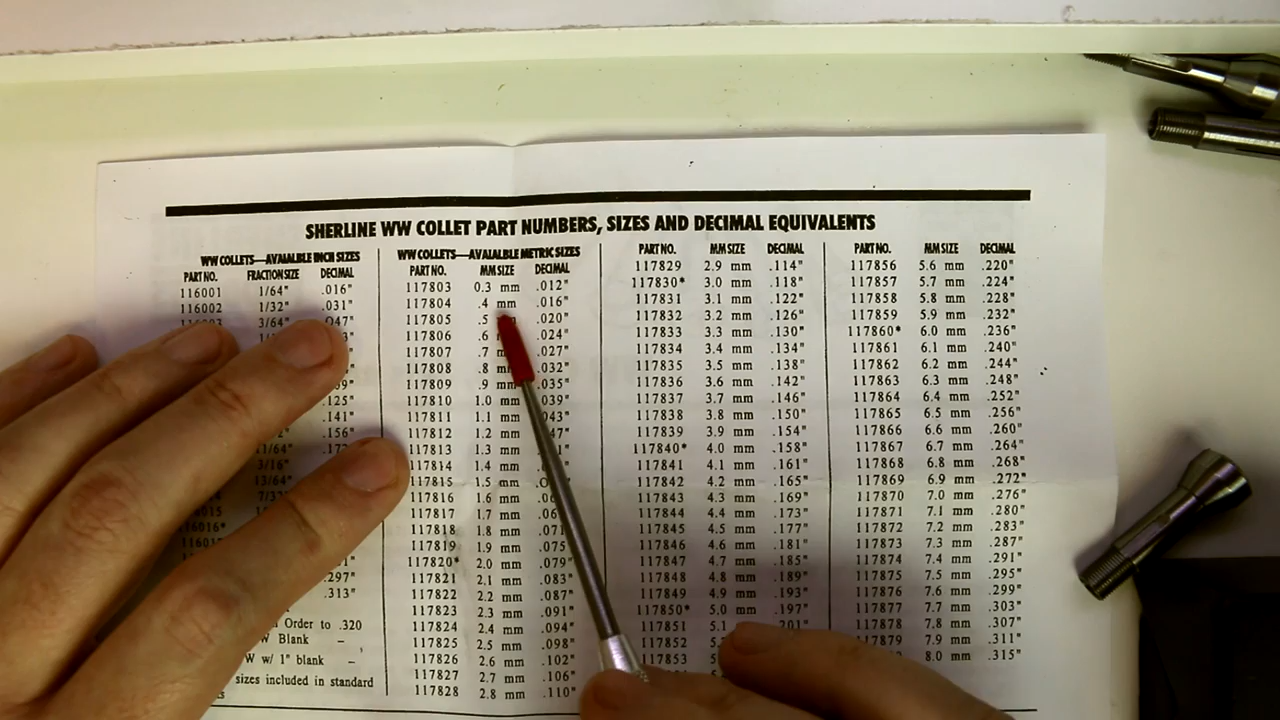 SHERLINE WW COLLET PART NUMBERS, SIZES AND DECIMAL EQUIVALENTS
WW COLLETS—AVAIALBLE INCH SIZES
PART NO. FRACTION SIZE DECIMAL
116001 1/64" .016"
116002 1/32" .031"
3/64" .047"
.125"
.141"
.156"
11/64"
3/16"
13/64"
.297"
.313"
Order to .320
Blank –
W w/ 1" blank –
sizes included in standard
WW COLLETS—AVAIALBLE METRIC SIZES
PART NO. MM SIZE DECIMAL
117803 0.3 mm .012"
117804 .4 mm .016"
117805 .5 .020"
117806 .6 .024"
117807 .7 .027"
117808 .8 .032"
117809 .9 mm .035"
117810 1.0 mm .039"
117811 1.1 mm
117812 1.2 mm
117813 1.3 mm
117814 1.4 mm
117815 1.5 mm
117816 1.6 mm
117817 1.7 mm
117818 1.8 mm .071
117819 1.9 mm .075
117820* 2.0 mm .079"
117821 2.1 mm .083"
117822 2.2 mm .087"
117823 2.3 mm .091"
117824 2.4 mm .094"
117825 2.5 mm .098"
117826 2.6 mm .102"
117827 2.7 mm .106"
117828 2.8 mm .110"
PART NO. MM SIZE DECIMAL
117829 2.9 mm .114"
117830* 3.0 mm .118"
117831 3.1 mm .122"
117832 3.2 mm .126"
117833 3.3 mm .130"
117834 3.4 mm .134"
117835 3.5 mm .138"
117836 3.6 mm .142"
117837 3.7 mm .146"
117838 3.8 mm .150"
117839 3.9 mm .154"
117840* 4.0 mm .158"
117841 4.1 mm .161"
117842 4.2 mm .165"
117843 4.3 mm .169"
117844 4.4 mm .173"
117845 4.5 mm .177"
117846 4.6 mm .181"
117847 4.7 mm .185"
117848 4.8 mm .189"
117849 4.9 mm .193"
117850* 5.0 mm .197"
117851 5.1 .201"
117852
117853
PART NO. MM SIZE DECIMAL
117856 5.6 mm .220"
117857 5.7 mm .224"
117858 5.8 mm .228"
117859 5.9 mm .232"
117860* 6.0 mm .236"
117861 6.1 mm .240"
117862 6.2 mm .244"
117863 6.3 mm .248"
117864 6.4 mm .252"
117865 6.5 mm .256"
117866 6.6 mm .260"
117867 6.7 mm .264"
117868 6.8 mm .268"
117869 6.9 mm .272"
117870 7.0 mm .276"
117871 7.1 mm .280"
117872 7.2 mm .283"
117873 7.3 mm .287"
117874 7.4 mm .291"
117875 7.5 mm .295"
117876 7.6 mm .299"
117877 7.7 mm .303"
117878 7.8 mm .307"
117879 7.9 mm .311"
8.0 mm .315"